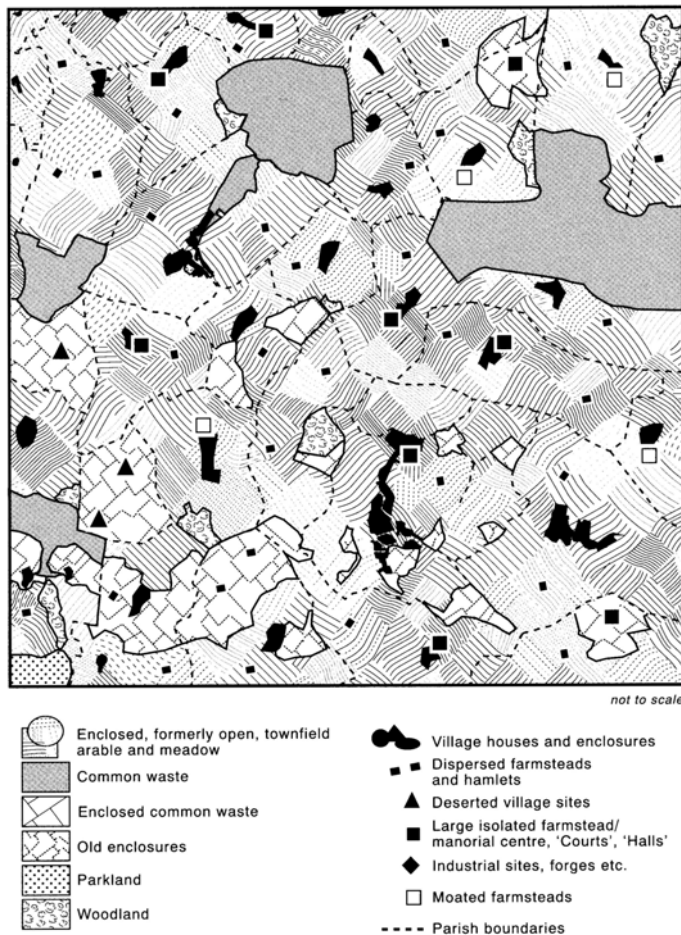 not to scale
Enclosed, formerly open, townfield
arable and meadow
Common waste
Enclosed common waste
Old enclosures
Parkland
Woodland
Village houses and enclosures
Dispersed farmsteads
and hamlets
Deserted village sites
Large isolated farmstead/
manorial centre, 'Courts', 'Halls'
Industrial sites, forges etc.
Moated farmsteads
Parish boundaries